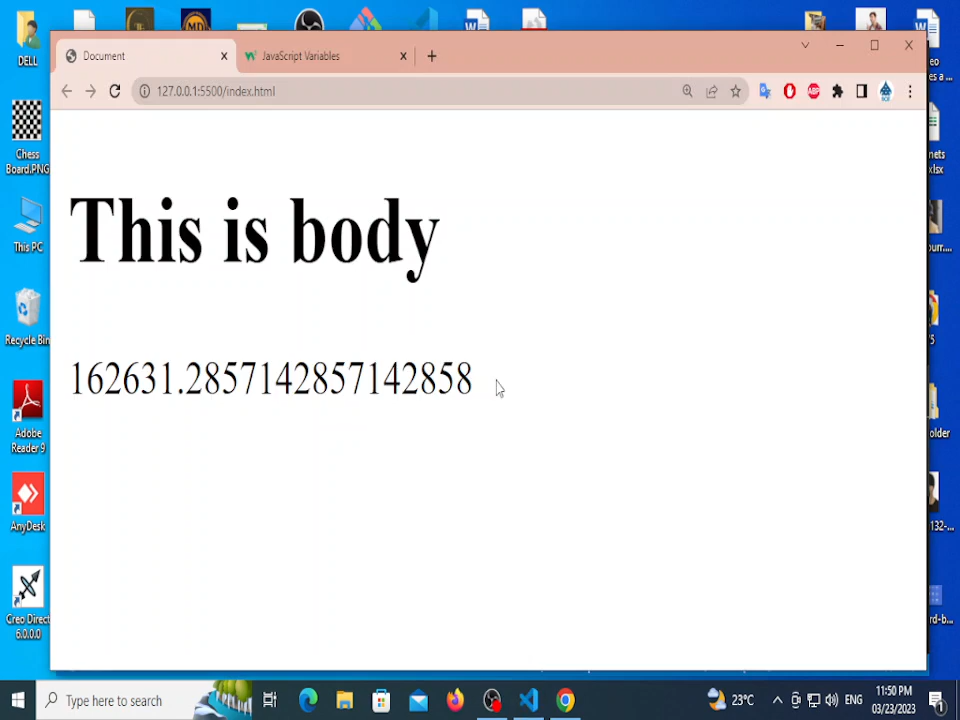 Document
JavaScript Variables
127.0.0.1:5500/index.html
DELL
Chess
Board.PNG
This PC
Recycle Bin
Adobe
Reader 9
AnyDesk
Creo Direct
6.0.0.0
This is body
162631.2857142857142858
Type here to search
23°C
ENG
11:50 PM
03/23/2023